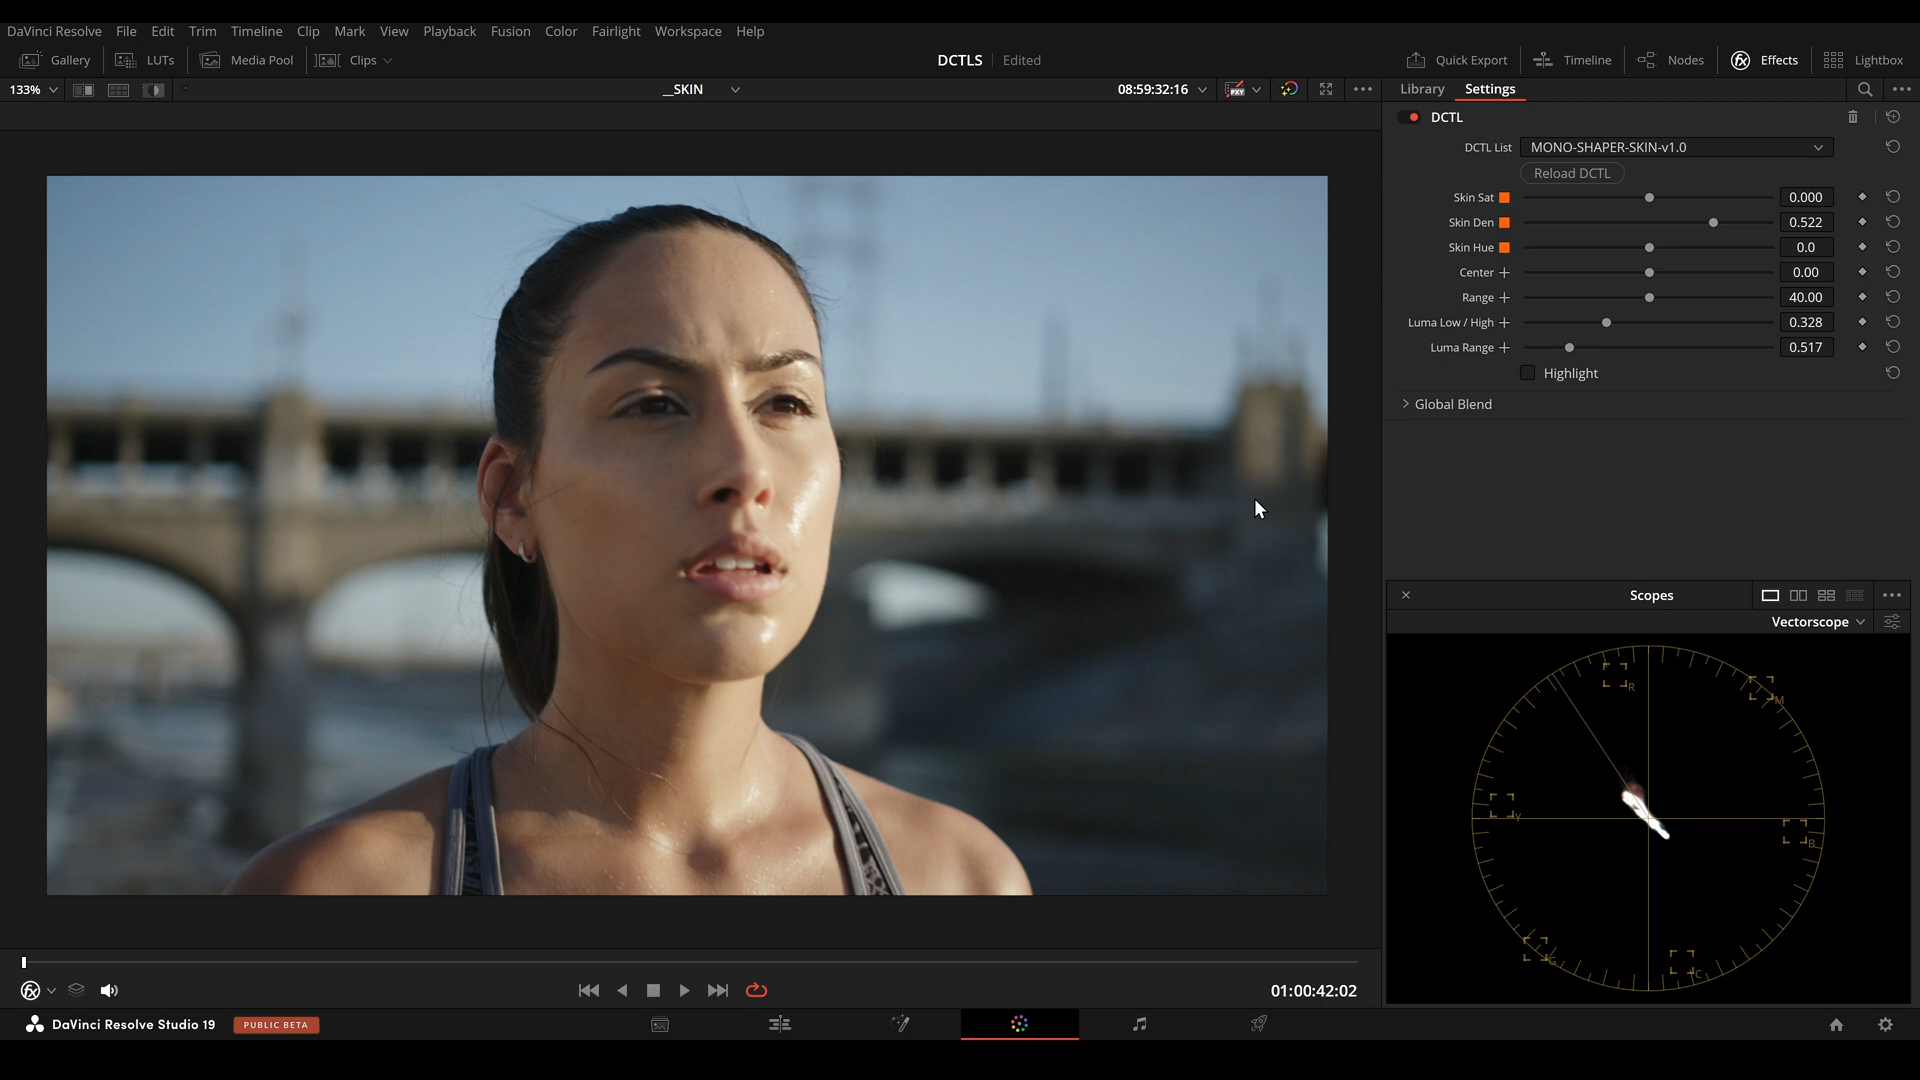 DaVinci Resolve File Edit Trim Timeline Clip Mark View Playback Fusion Color Fairlight Workspace Help
Gallery LUTs Media Pool Clips DCTLS Edited Quick Export Timeline Nodes Effects Lightbox
133% __SKIN 08:59:32:16 PXY Library Settings
DCTL
DCTL List MONO-SHAPER-SKIN-v1.0
Reload DCTL
Skin Sat 0.000
Skin Den 0.522
Skin Hue 0.0
Center 0.00
Range 40.00
Luma Low / High 0.328
Luma Range 0.517
Highlight
Global Blend
Scopes
Vectorscope
R
M
Y
B
G
C
fx 01:00:42:02
DaVinci Resolve Studio 19 PUBLIC BETA